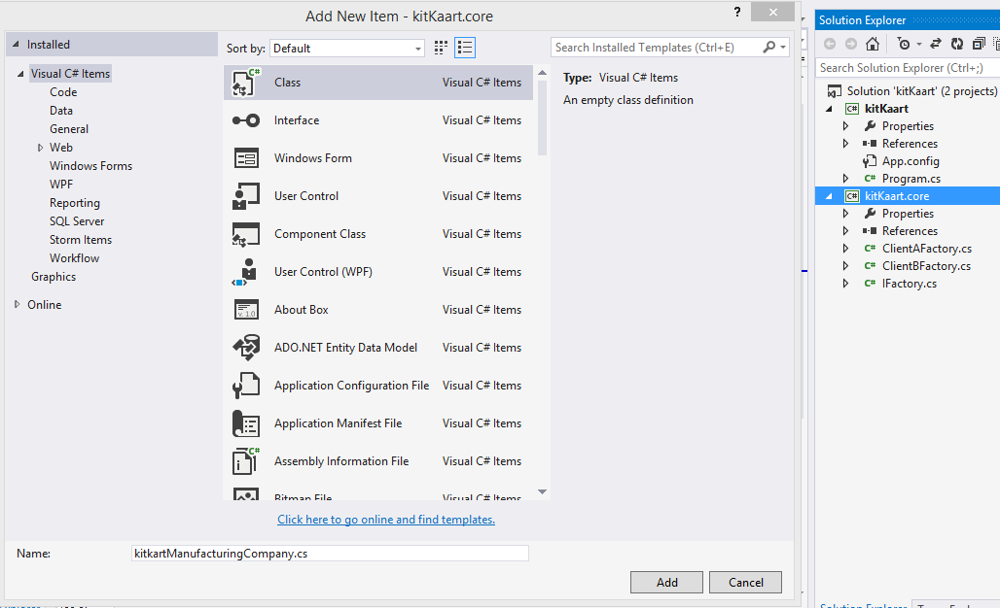 Add New Item - kitKaart.core
?
Installed
Sort by: Default
Search Installed Templates (Ctrl+E)
Visual C# Items
Code
Data
General
Web
Windows Forms
WPF
Reporting
SQL Server
Storm Items
Workflow
Graphics
Online
Class Visual C# Items
Interface Visual C# Items
Windows Form Visual C# Items
User Control Visual C# Items
Component Class Visual C# Items
User Control (WPF) Visual C# Items
About Box Visual C# Items
ADO.NET Entity Data Model Visual C# Items
Application Configuration File Visual C# Items
Application Manifest File Visual C# Items
Assembly Information File Visual C# Items
Bitmap File Visual C# Items
Type: Visual C# Items
An empty class definition
Click here to go online and find templates.
Name: kitkartManufacturingCompany.cs
Add Cancel
Solution Explorer
Search Solution Explorer (Ctrl+;)
Solution 'kitKaart' (2 projects)
C# kitKaart
Properties
References
App.config
C# Program.cs
C# kitKaart.core
Properties
References
C# ClientAFactory.cs
C# ClientBFactory.cs
C# IFactory.cs
Solution Explorer